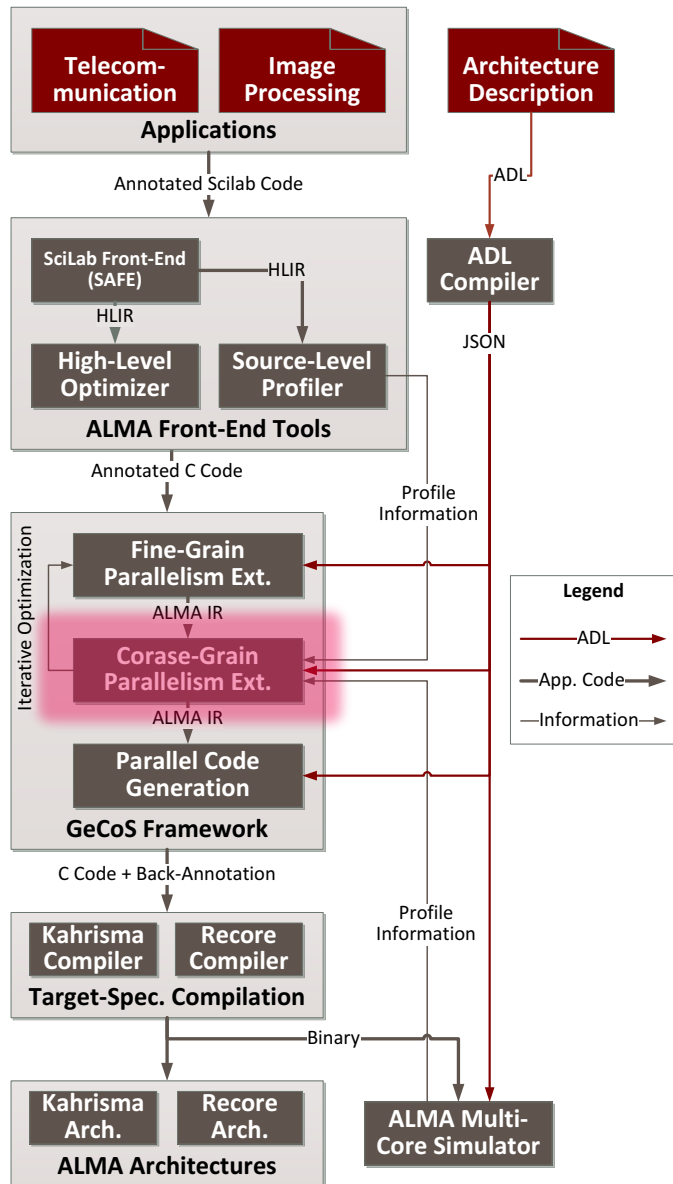 Telecom-
munication
Image
Processing
Applications
Architecture
Description
Annotated Scilab Code
ADL
SciLab Front-End
(SAFE)
HLIR
HLIR
High-Level
Optimizer
Source-Level
Profiler
ALMA Front-End Tools
ADL
Compiler
JSON
Annotated C Code
Profile
Information
Iterative Optimization
Fine-Grain
Parallelism Ext.
ALMA IR
Corase-Grain
Parallelism Ext.
ALMA IR
Parallel Code
Generation
GeCoS Framework
Legend
ADL
App. Code
Information
C Code + Back-Annotation
Profile
Information
Kahrisma
Compiler
Recore
Compiler
Target-Spec. Compilation
Binary
Kahrisma
Arch.
Recore
Arch.
ALMA Architectures
ALMA Multi-
Core Simulator